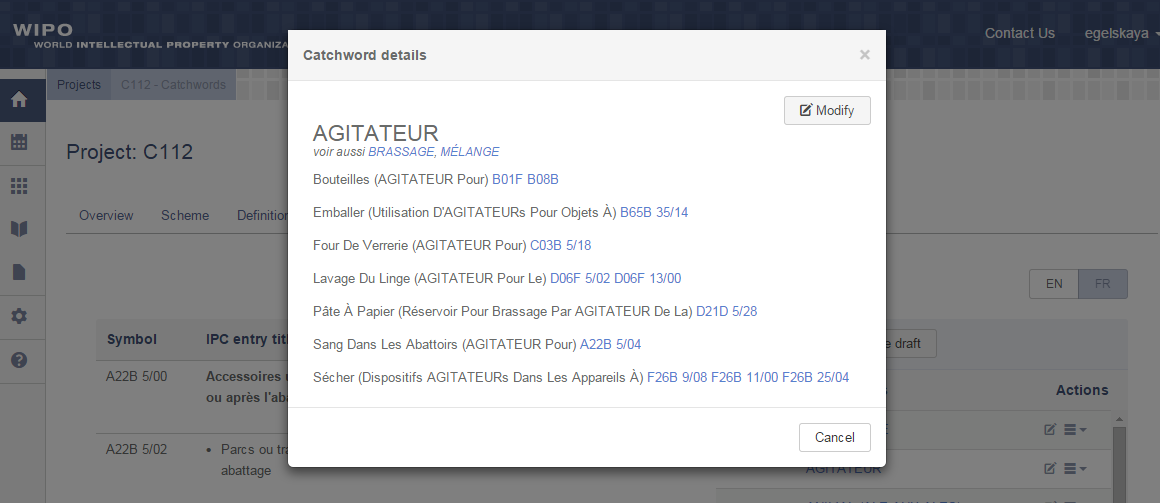 WIPO
WORLD INTELLECTUAL PROPERTY
Contact Us
egelskaya
Projects
C112 - Catchwords
Catchword details
×
Modify
Project: C112
AGITATEUR
voir aussi BRASSAGE, MÉLANGE
Bouteilles (AGITATEUR Pour) B01F B08B
Emballer (Utilisation D'AGITATEURs Pour Objets À) B65B 35/14
Overview
Scheme
Four De Verrerie (AGITATEUR Pour) C03B 5/18
Lavage Du Linge (AGITATEUR Pour Le) D06F 5/02 D06F 13/00
EN
FR
Pâte À Papier (Réservoir Pour Brassage Par AGITATEUR De La) D21D 5/28
Symbol
IPC entry
draft
Sang Dans Les Abattoirs (AGITATEUR Pour) A22B 5/04
A22B 5/00
Accessoires
ou après
Sécher (Dispositifs AGITATEURs Dans Les Appareils À) F26B 9/08 F26B 11/00 F26B 25/04
Actions
Cancel
A22B 5/02
• Parcs ou
abattage
AGITATEUR